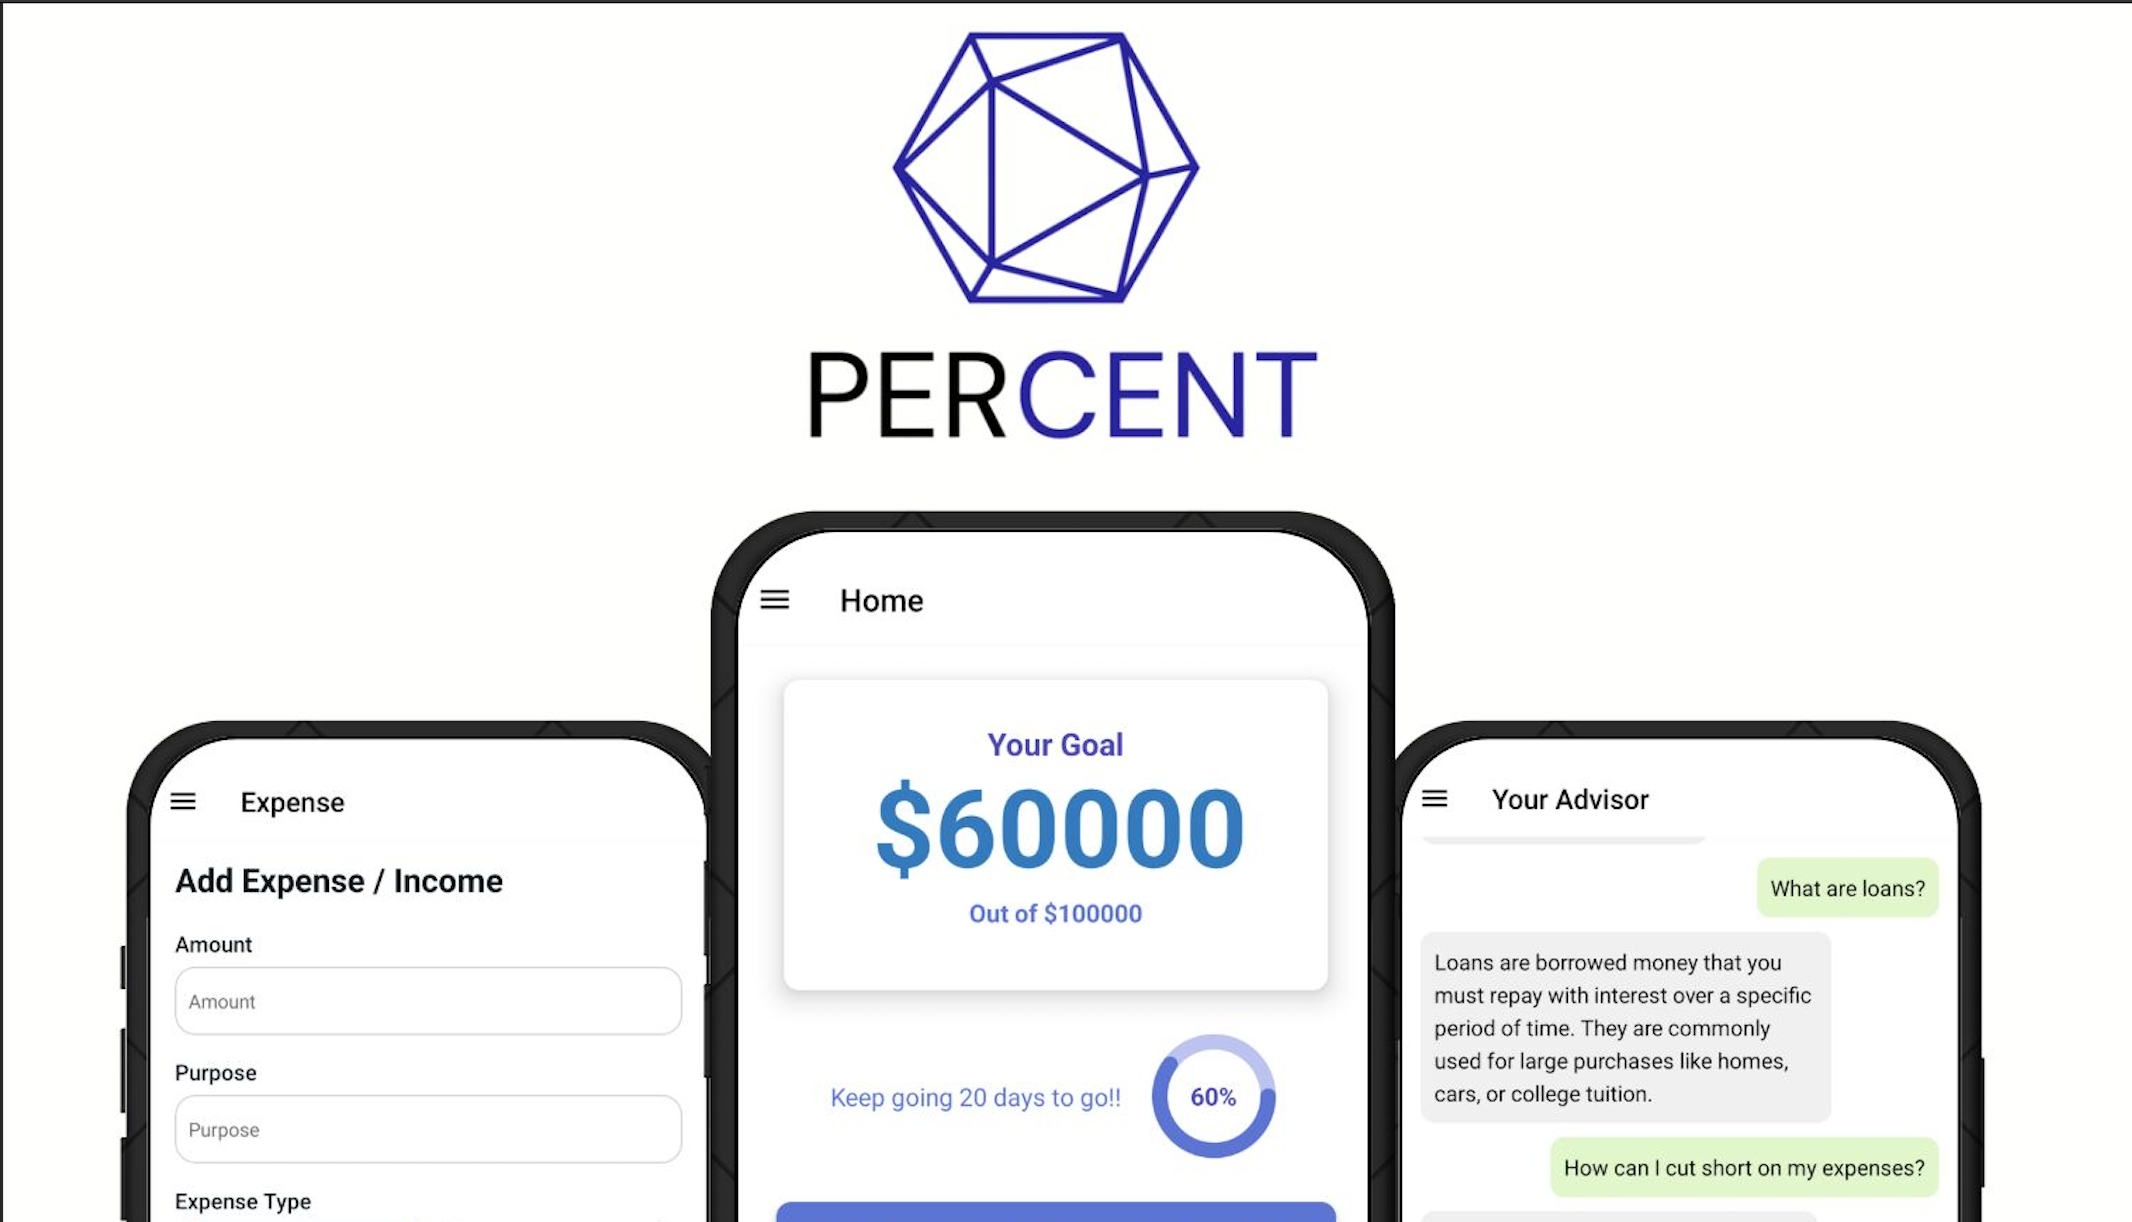 PERCENT
Home
Your Goal
$60000
Out of $100000
Keep going 20 days to go!!
60%
Expense
Add Expense / Income
Amount
Amount
Purpose
Purpose
Expense Type
Your Advisor
What are loans?
Loans are borrowed money that you
must repay with interest over a specific
period of time. They are commonly
used for large purchases like homes,
cars, or college tuition.
How can I cut short on my expenses?